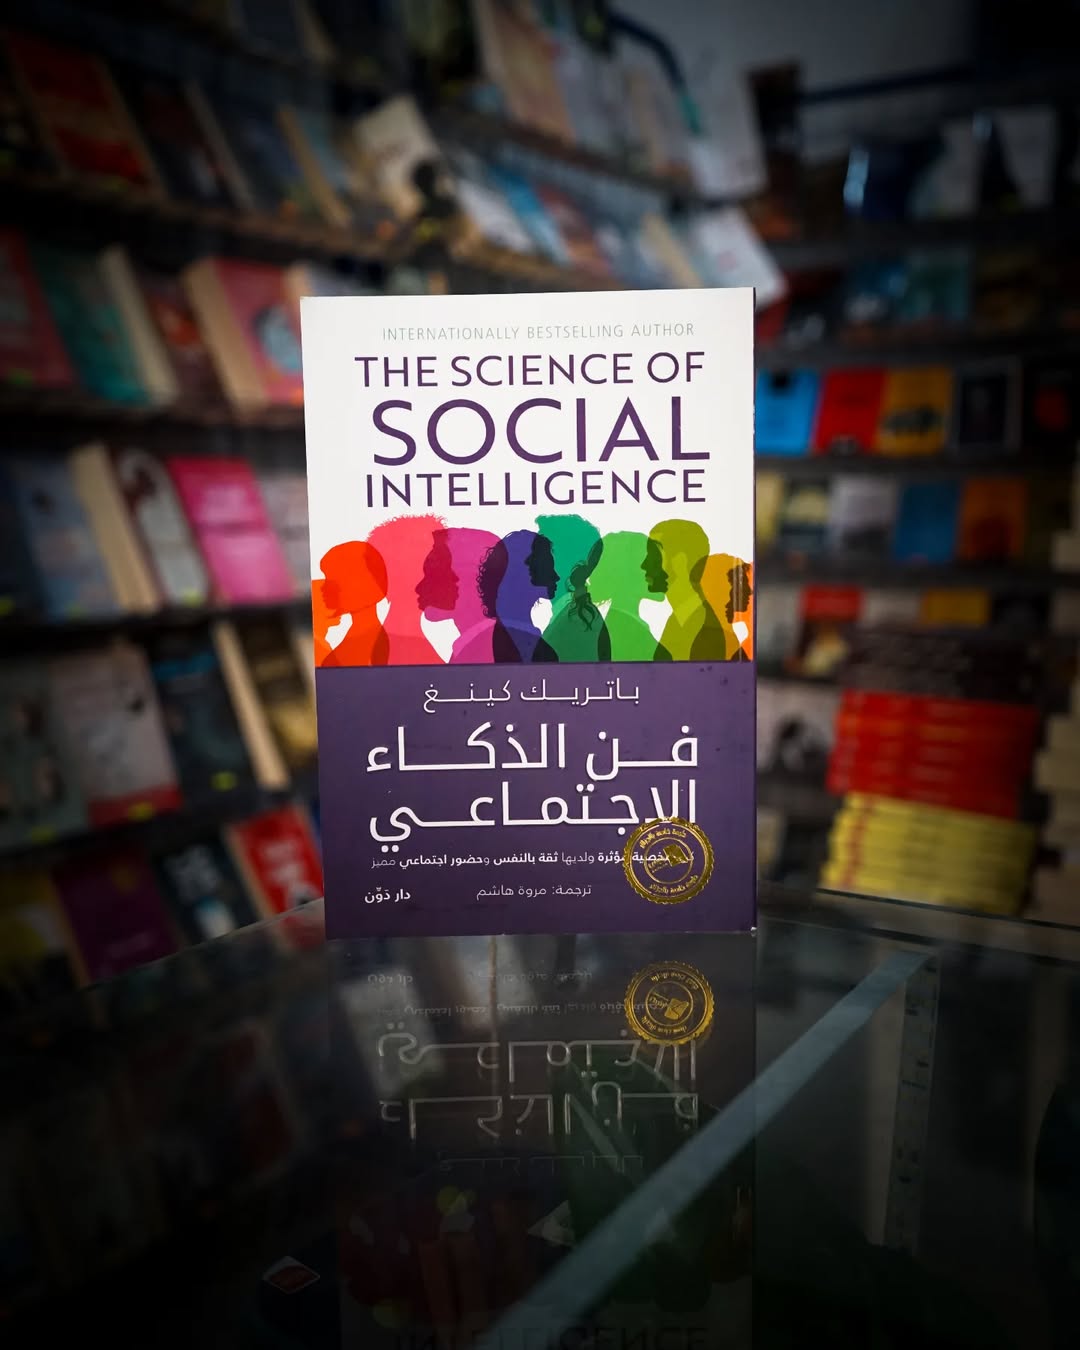 INTERNATIONALLY BESTSELLING AUTHOR
THE SCIENCE OF
SOCIAL
INTELLIGENCE
باتريك كينغ
فن الذكاء
الاجتماعي
مؤثرة ولديها ثقة بالنفس وحضور اجتماعي مميز
ترجمة: مروة هاشم
دار دَوِّن